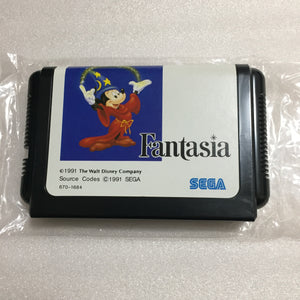 Fantasia
©1991 The Walt Disney Company
Source Codes ©1991 SEGA
670-1684
SEGA